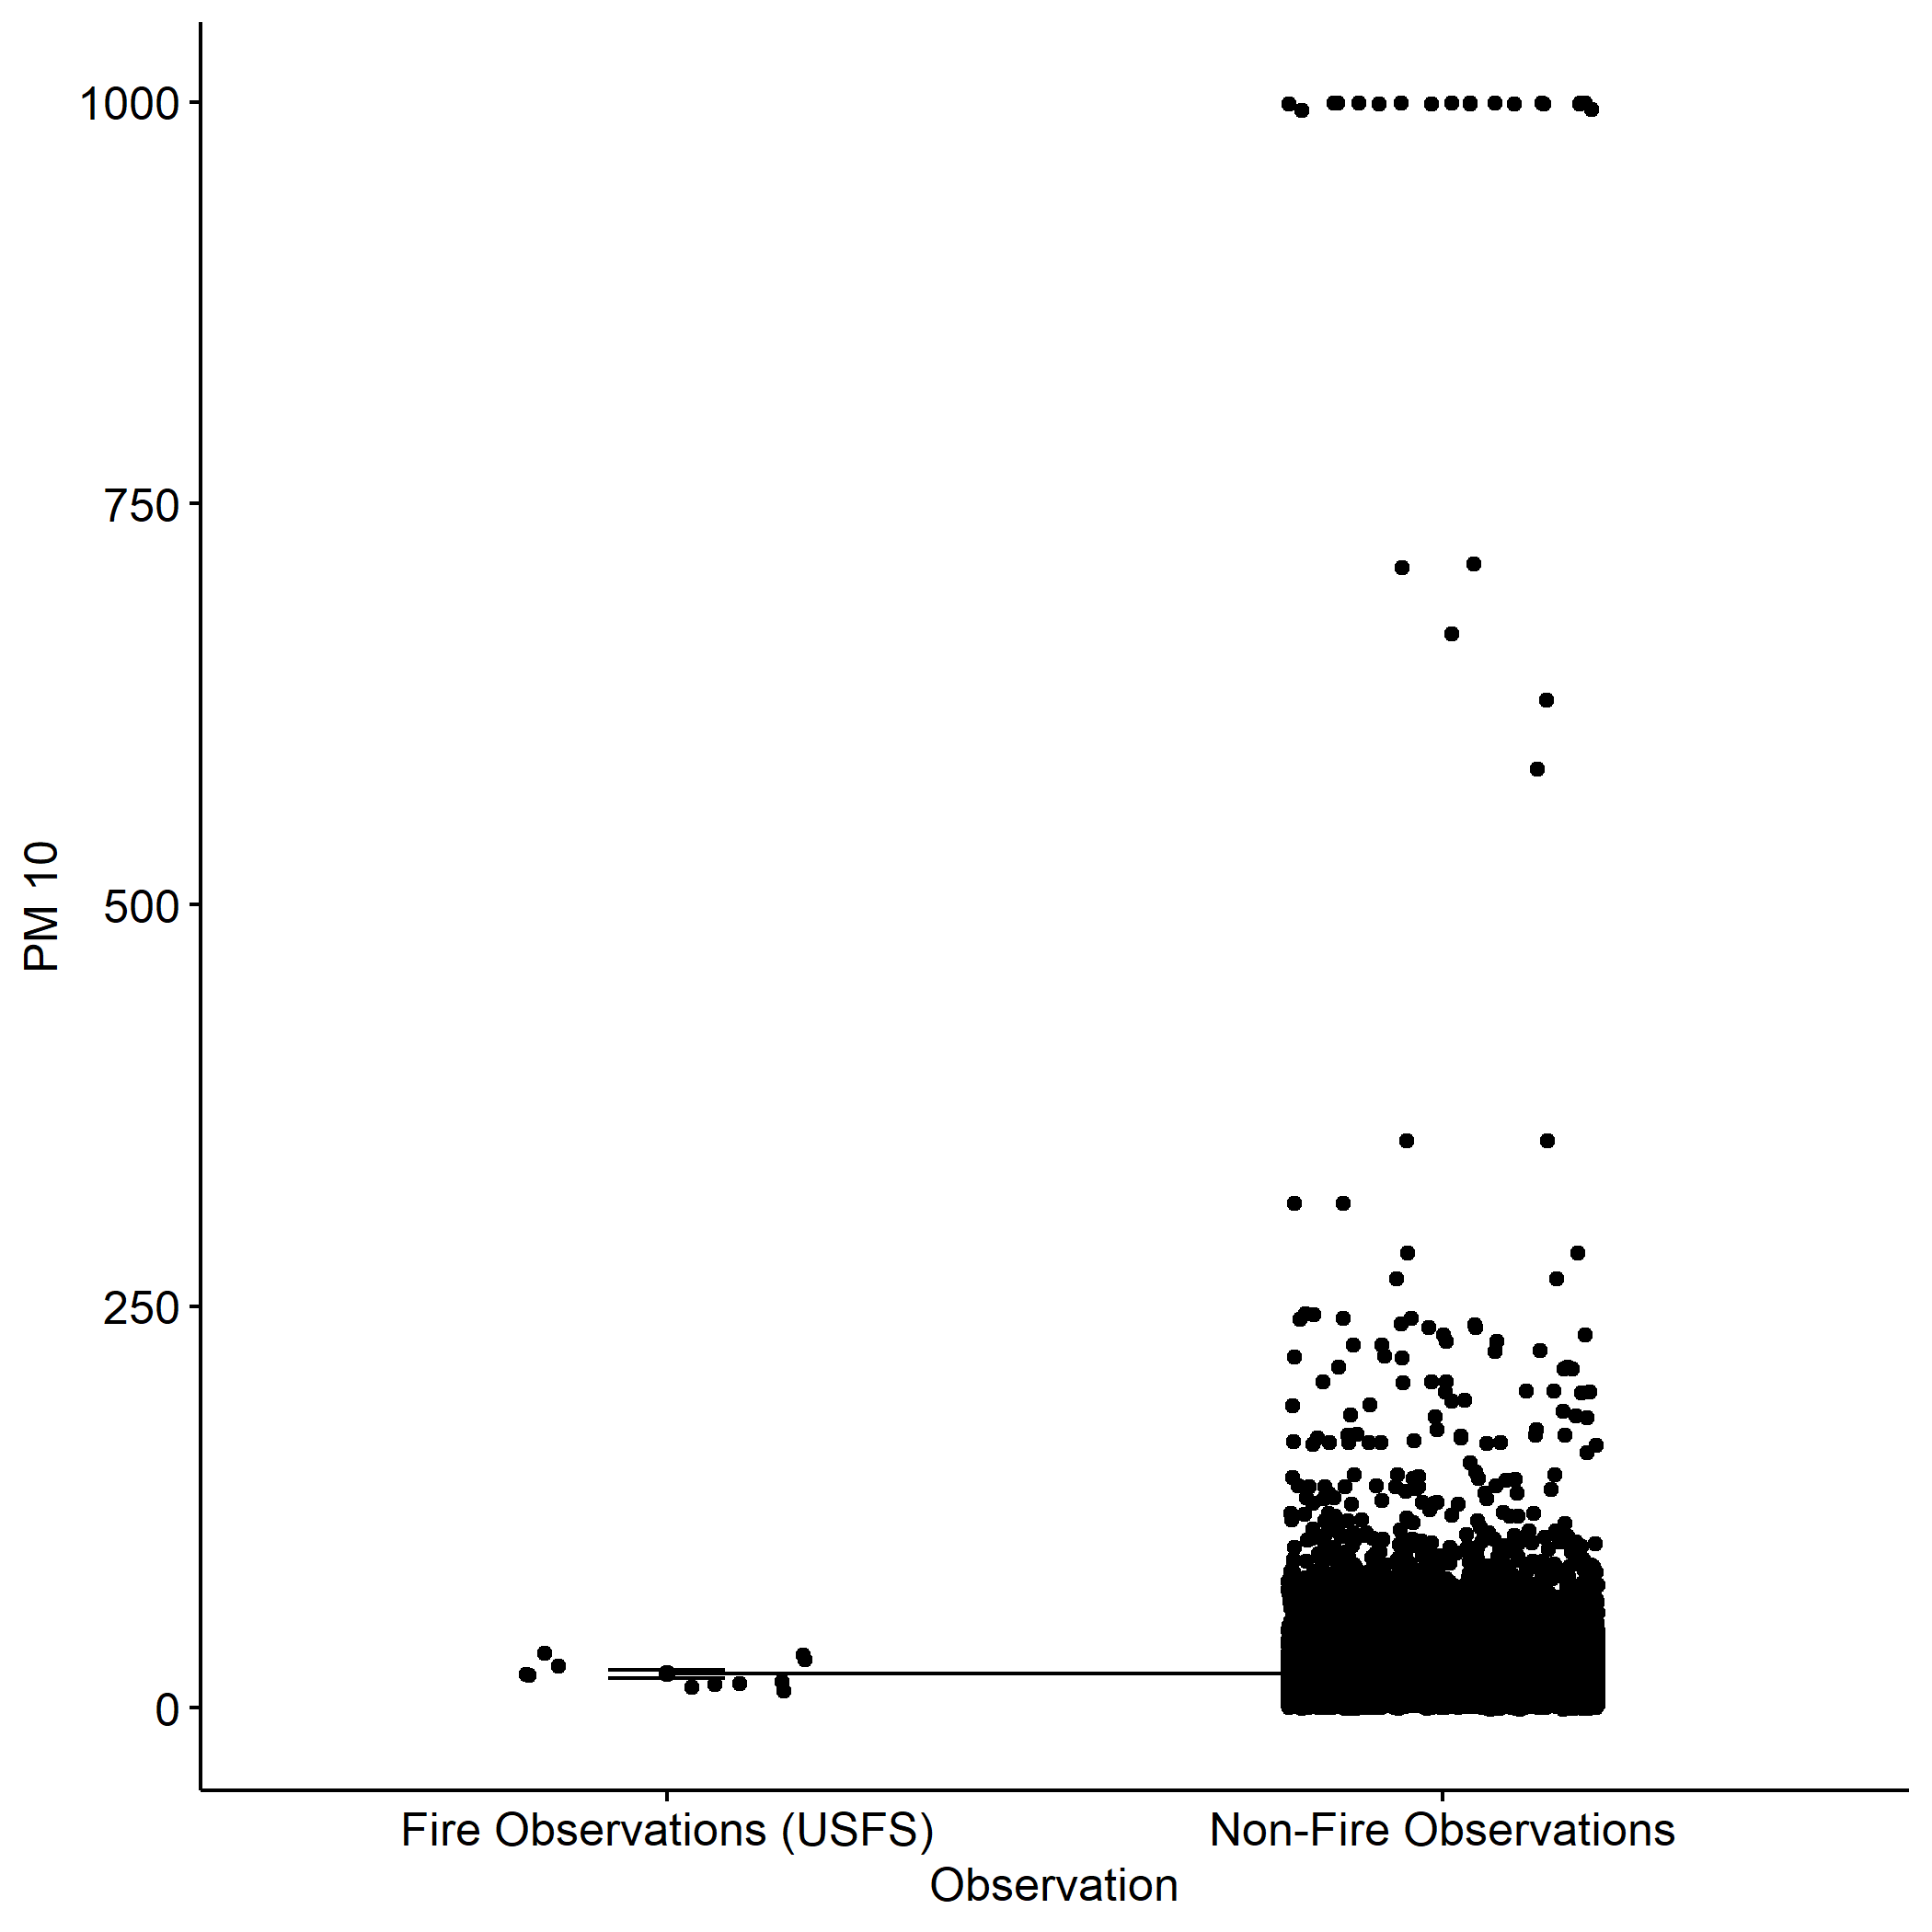 1000
750
500
250
0
PM 10
Fire Observations (USFS)
Non-Fire Observations
Observation